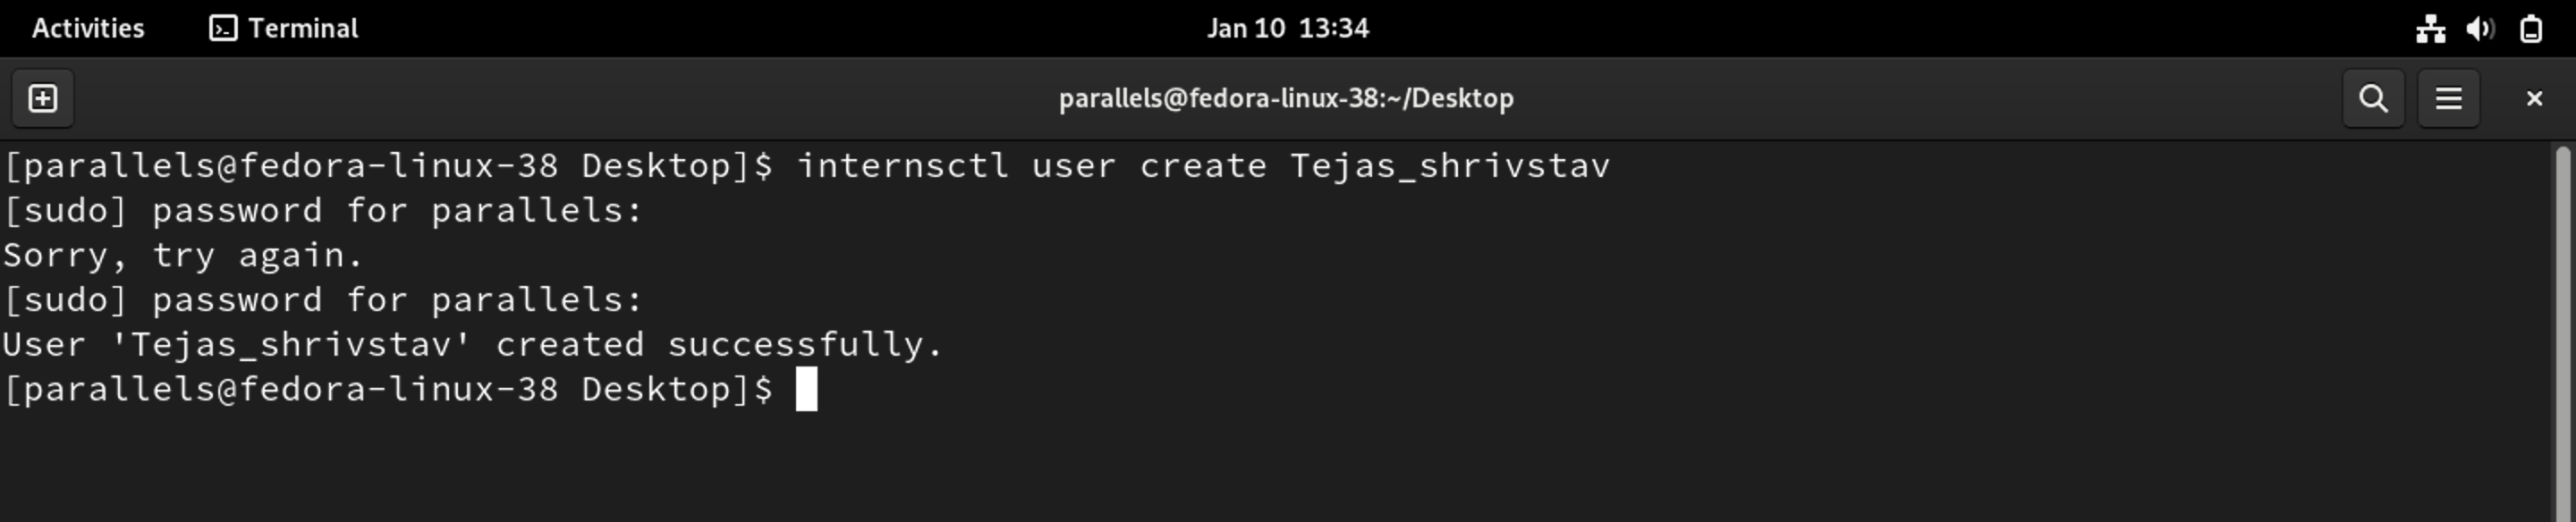 Activities Terminal Jan 10 13:34
parallels@fedora-linux-38:~/Desktop
[parallels@fedora-linux-38 Desktop]$ internsctl user create Tejas_shrivstav
[sudo] password for parallels:
Sorry, try again.
[sudo] password for parallels:
User 'Tejas_shrivstav' created successfully.
[parallels@fedora-linux-38 Desktop]$